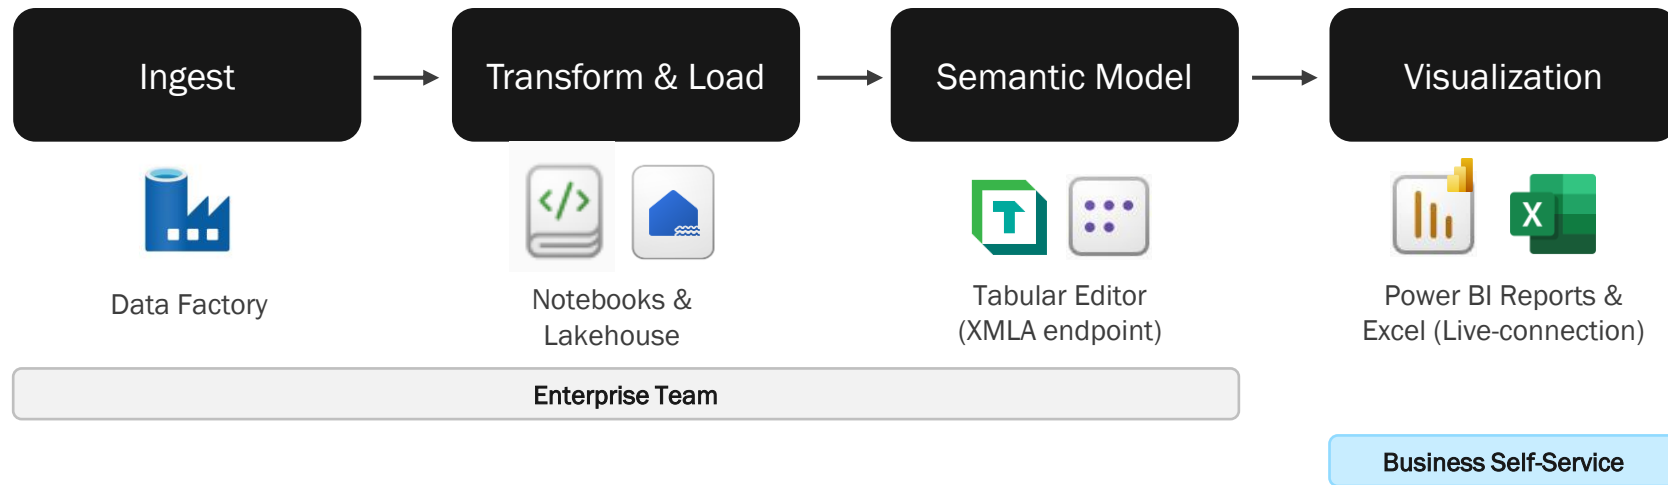 Ingest
Transform & Load
Semantic Model
Visualization
</>
T
X
Data Factory
Notebooks &
Lakehouse
Tabular Editor
(XMLA endpoint)
Power BI Reports &
Excel (Live-connection)
Enterprise Team
Business Self-Service